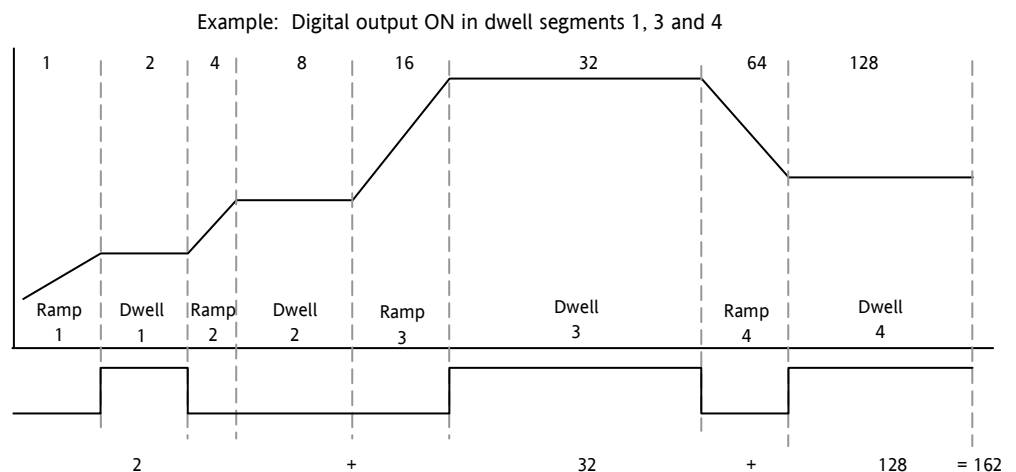 Example: Digital output ON in dwell segments 1, 3 and 4
1 2 4 8 16 32 64 128
Ramp 1
Dwell 1
Ramp 2
Dwell 2
Ramp 3
Dwell 3
Ramp 4
Dwell 4
2 + 32 + 128 = 162